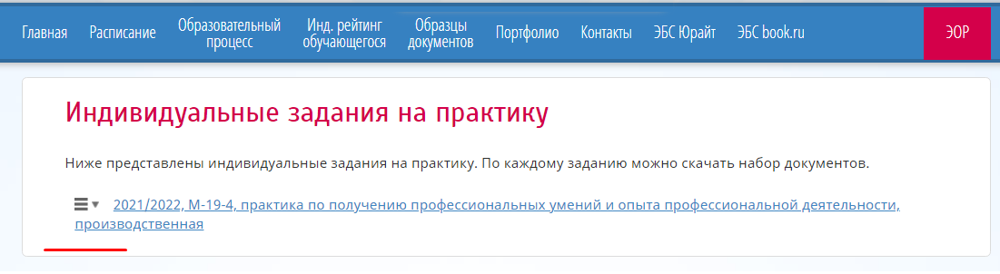 Главная Расписание Образовательный процесс Инд. рейтинг обучающегося Образцы документов Портфолио Контакты ЭБС Юрайт ЭБС book.ru ЭОР
Индивидуальные задания на практику
Ниже представлены индивидуальные задания на практику. По каждому заданию можно скачать набор документов.
2021/2022, М-19-4, практика по получению профессиональных умений и опыта профессиональной деятельности,
производственная